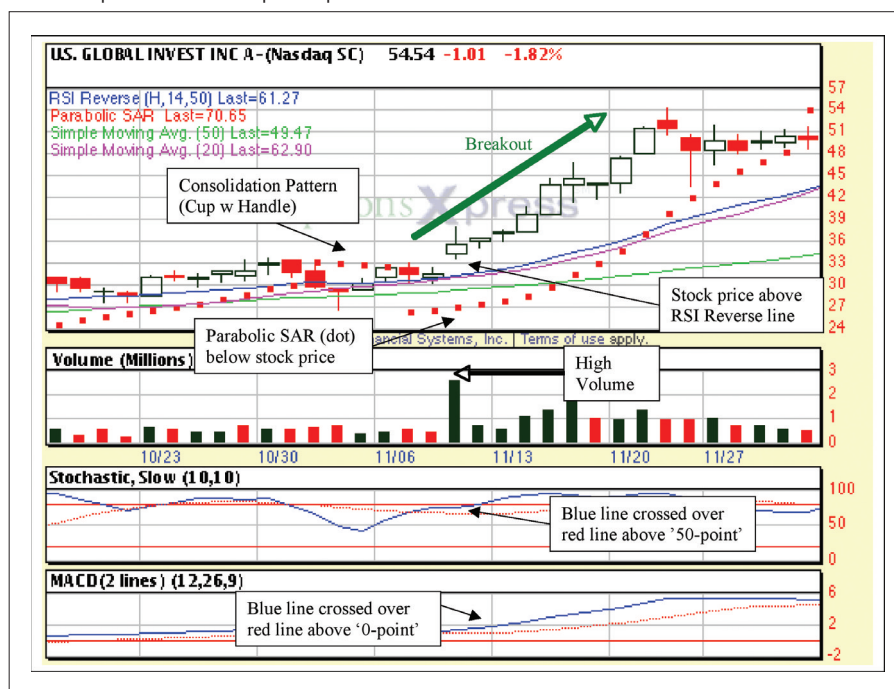 U.S. GLOBAL INVEST INC A-(Nasdaq SC) 54.54 -1.01 -1.82%
RSI Reverse (H,14,50) Last=61.27
Parabolic SAR Last=70.65
Simple Moving Avg. (50) Last=49.47
Simple Moving Avg. (20) Last=62.90
57
54
51
48
45
42
39
36
33
30
27
24
Breakout
Consolidation Pattern
(Cup w Handle)
Xpress
Stock price above
RSI Reverse line
Parabolic SAR (dot)
below stock price
Systems, Inc. | Terms of use apply.
Volume (Millions)
High
Volume
3
2
1
0
10/23 10/30 11/06 11/13 11/20 11/27
Stochastic, Slow (10,10)
100
50
0
Blue line crossed over
red line above '50-point'
MACD(2 lines) (12,26,9)
6
2
-2
Blue line crossed over
red line above '0-point'